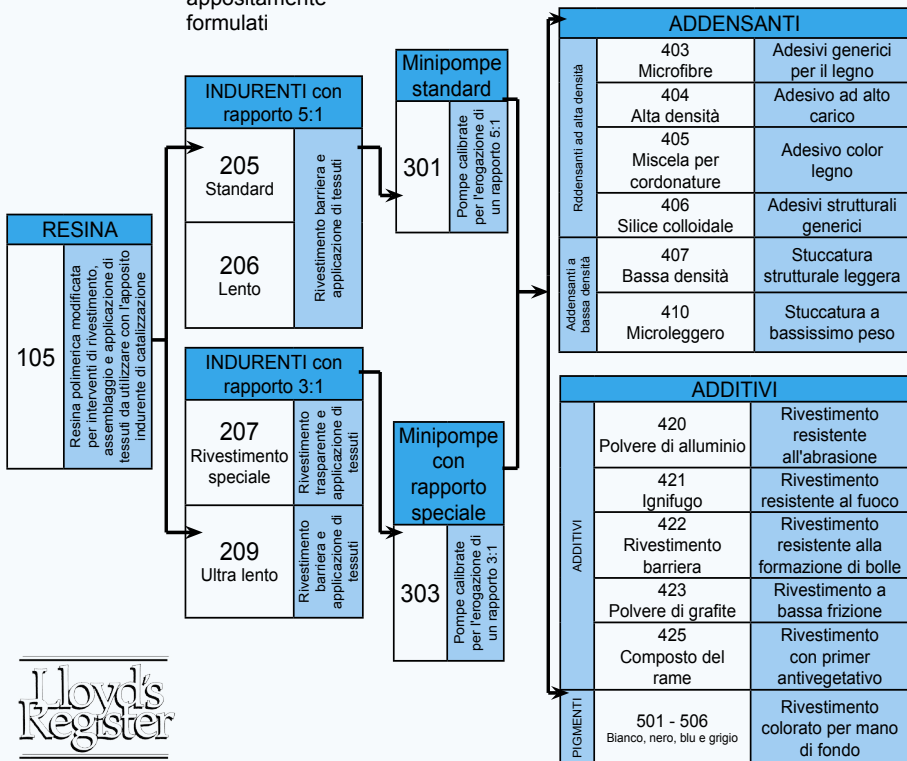 appositamente
formulati
RESINA
105
Resina polimerica modificata
per interventi di rivestimento,
assemblaggio e applicazione di
tessuti da utilizzare con l'apposito
indurente di catalizzazione
INDURENTI con
rapporto 5:1
205
Standard
206
Lento
Rivestimento barriera e
applicazione di tessuti
INDURENTI con
rapporto 3:1
207
Rivestimento
speciale
Rivestimento
trasparente e
applicazione di
tessuti
209
Ultra lento
Rivestimento
barriera e
applicazione di
tessuti
Minipompe
standard
301
Pompe calibrate
per l'erogazione di
un rapporto 5:1
Minipompe
con
rapporto
speciale
303
Pompe calibrate
per l'erogazione di
un rapporto 3:1
ADDENSANTI
Rddensanti ad alta densità
403
Microfibre
Adesivi generici
per il legno
404
Alta densità
Adesivo ad alto
carico
405
Miscela per
cordonature
Adesivo color
legno
406
Silice colloidale
Adesivi strutturali
generici
Addensanti a
bassa densità
407
Bassa densità
Stuccatura
strutturale leggera
410
Microleggero
Stuccatura a
bassissimo peso
ADDITIVI
ADDITIVI
420
Polvere di alluminio
Rivestimento
resistente
all'abrasione
421
Ignifugo
Rivestimento
resistente al fuoco
422
Rivestimento
barriera
Rivestimento
resistente alla
formazione di bolle
423
Polvere di grafite
Rivestimento a
bassa frizione
425
Composto del
rame
Rivestimento
con primer
antivegetativo
PIGMENTI
501 - 506
Bianco, nero, blu e grigio
Rivestimento
colorato per mano
di fondo
Lloyd's
Register